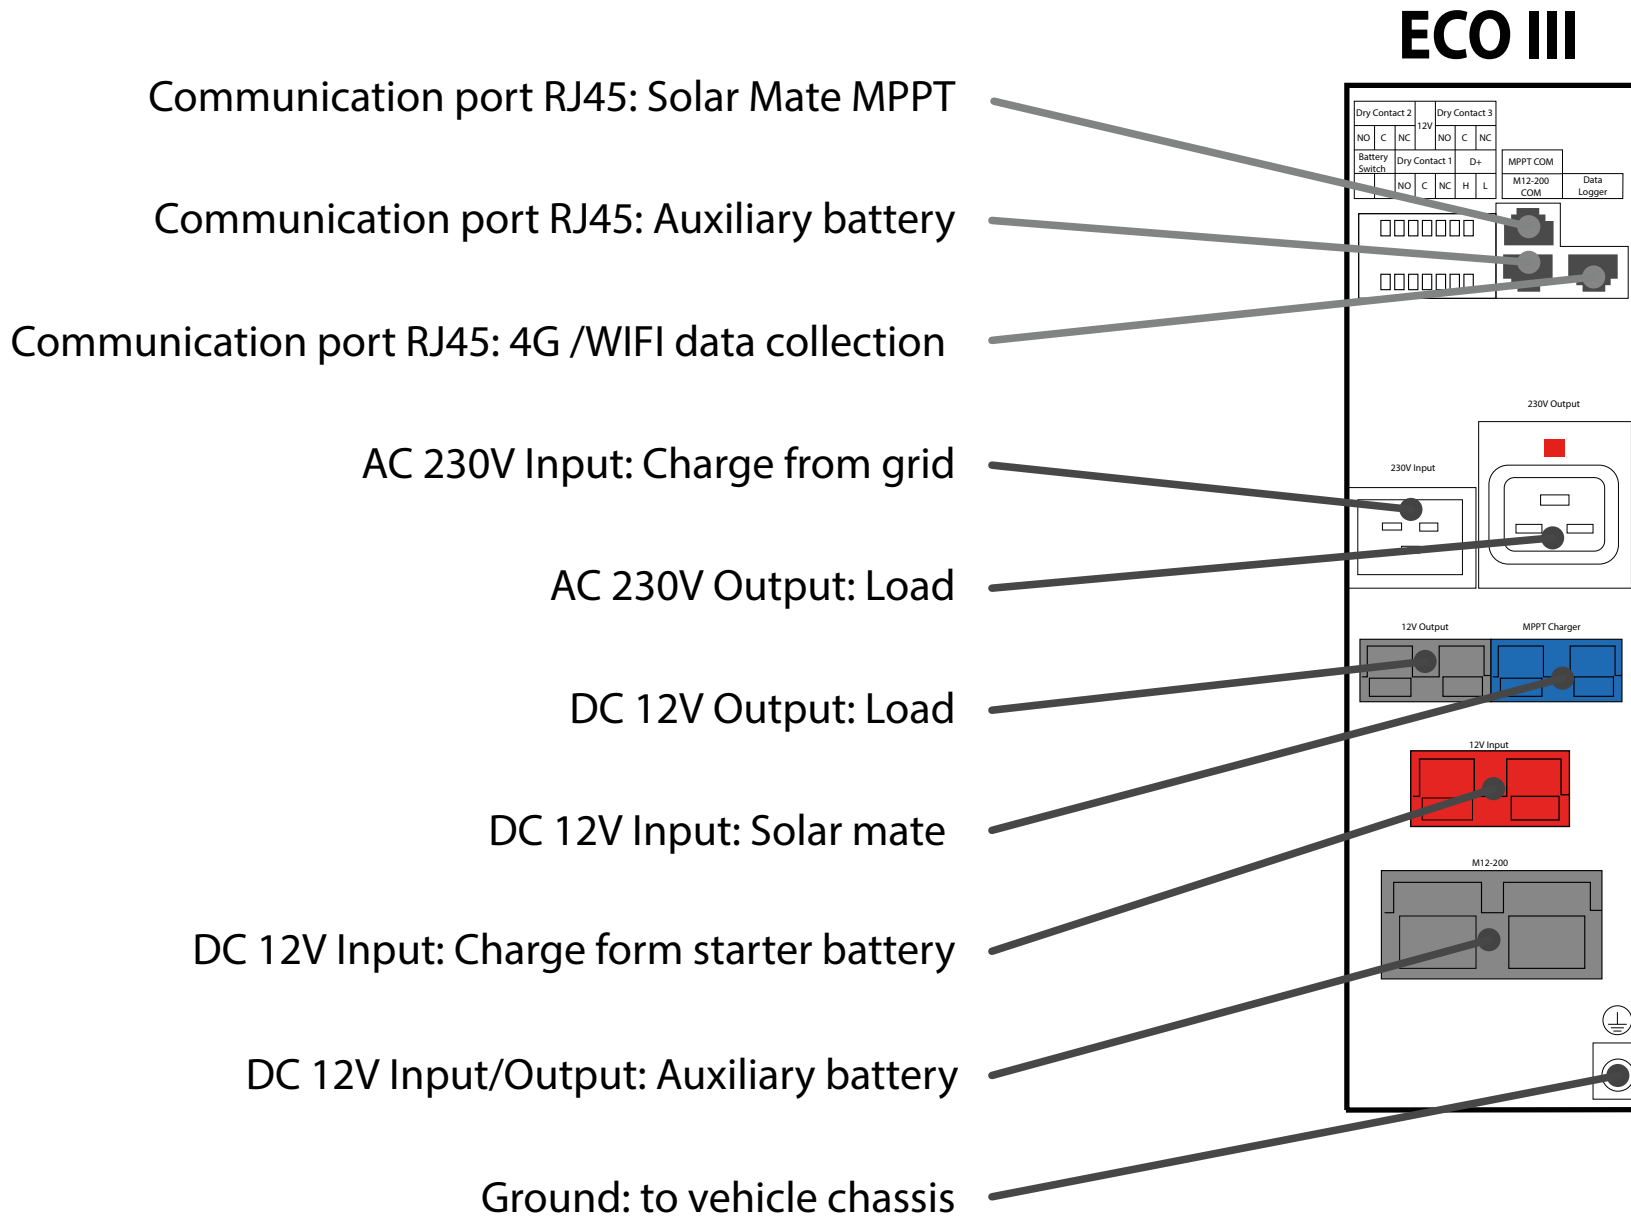 ECO III
Communication port RJ45: Solar Mate MPPT
Communication port RJ45: Auxiliary battery
Communication port RJ45: 4G /WIFI data collection
AC 230V Input: Charge from grid
AC 230V Output: Load
DC 12V Output: Load
DC 12V Input: Solar mate
DC 12V Input: Charge form starter battery
DC 12V Input/Output: Auxiliary battery
Ground: to vehicle chassis
Dry Contact 2 12V Dry Contact 3
NO C NC NO C NC
Battery Switch Dry Contact 1 D+
NO C NC H L
MPPT COM
M12-200 COM
Data Logger
230V Output
230V Input
12V Output MPPT Charger
12V Input
M12-200